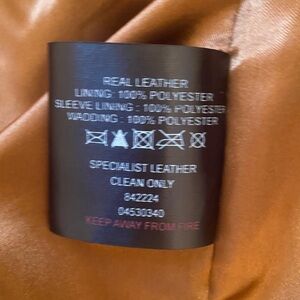 REAL LEATHER
LINING: 100% POLYESTER
SLEEVE LINING : 100% POLYESTER
WADDING : 100% POLYESTER
SPECIALIST LEATHER
CLEAN ONLY
842224
04530340
KEEP AWAY FROM FIRE